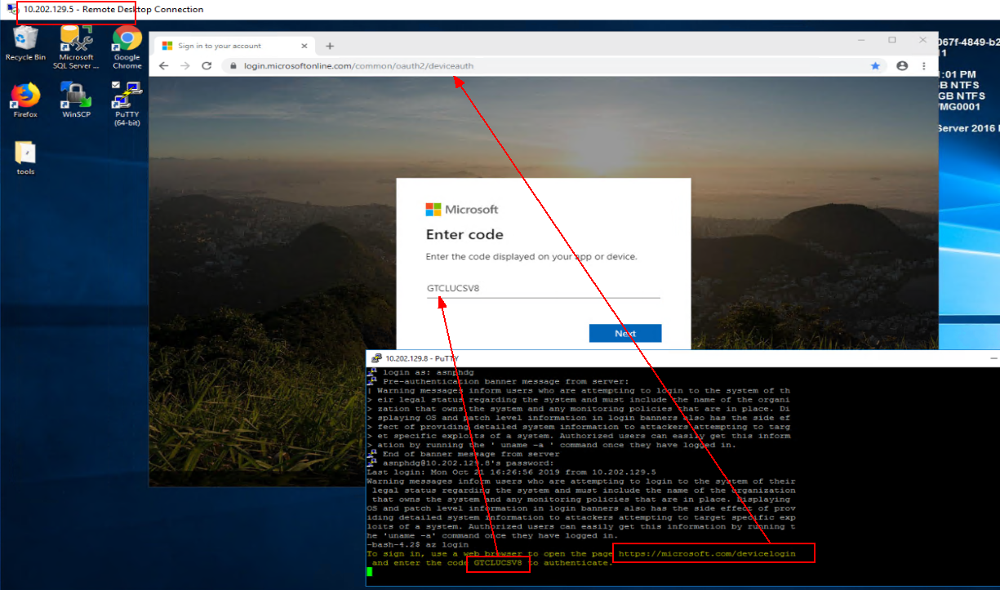 10.202.129.5 - Remote Desktop Connection
Recycle Bin
Microsoft
SQL Server ...
Google
Chrome
Firefox
WinSCP
PuTTY
(64-bit)
tools
Sign in to your account
login.microsoftonline.com/common/oauth2/deviceauth
067f-4849-b2
11
1:01 PM
GB NTFS
GB NTFS
VMG0001
Server 2016
Microsoft
Enter code
Enter the code displayed on your app or device.
GTCLUCSV8
Next
10.202.129.8 - PuTTY
login as: asnphdg
Pre-authentication banner message from server:
| Warning messages inform users who are attempting to login to the system of th
> eir legal status regarding the system and must include the name of the organi
> zation that owns the system and any monitoring policies that are in place. Di
> splaying OS and patch level information in login banners also has the side ef
> fect of providing detailed system information to attackers attempting to targ
> et specific exploits of a system. Authorized users can easily get this inform
> ation by running the ' uname -a ' command once they have logged in.
End of banner message from server
asnphdg@10.202.129.8's password:
Last login: Mon Oct 21 16:26:56 2019 from 10.202.129.5
Warning messages inform users who are attempting to login to the system of their
legal status regarding the system and must include the name of the organization
that owns the system and any monitoring policies that are in place. Displaying
OS and patch level information in login banners also has the side effect of prov
iding detailed system information to attackers attempting to target specific exp
loits of a system. Authorized users can easily get this information by running t
he 'uname -a' command once they have logged in.
-bash-4.2$ az login
To sign in, use a web browser to open the page https://microsoft.com/devicelogin
and enter the code GTCLUCSV8 to authenticate.